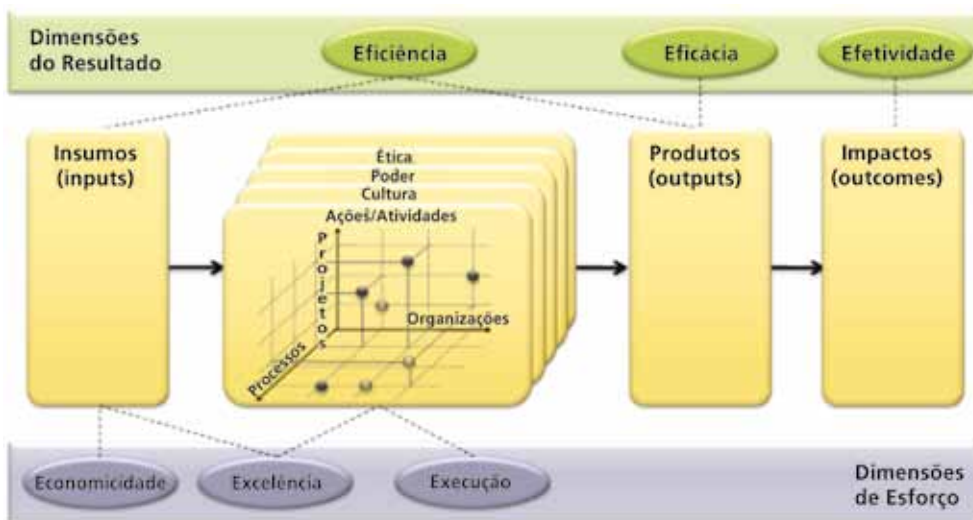 Dimensões
do Resultado
Eficiência
Eficácia
Efetividade
Insumos
(inputs)
Ética
Poder
Cultura
Ações/Atividades
Projetos
Organizações
Processos
Produtos
(outputs)
Impactos
(outcomes)
Economicidade
Excelência
Execução
Dimensões
de Esforço